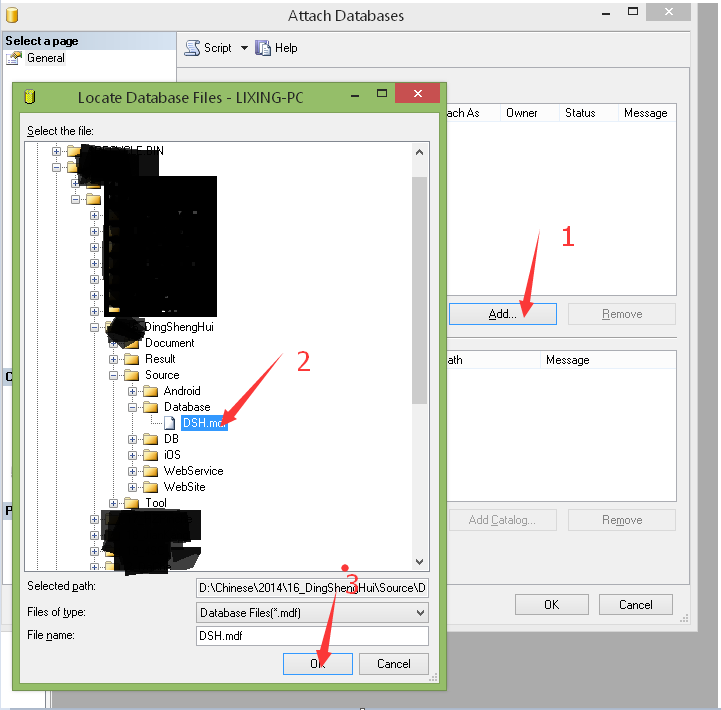 Attach Databases
Select a page
General
Script
Help
Locate Database Files - LIXING-PC
Select the file:
ach As Owner Status Message
1
Add... Remove
DingShengHui
Document
Result
Source
Android
Database
DSH.mdf
DB
iOS
WebService
WebSite
Tool
2
ath Message
Add Catalog... Remove
Selected path: D:\Chinese\2014\16_DingShengHui\Source\D
Files of type: Database Files(*.mdf)
File name: DSH.mdf
3
OK Cancel
OK Cancel